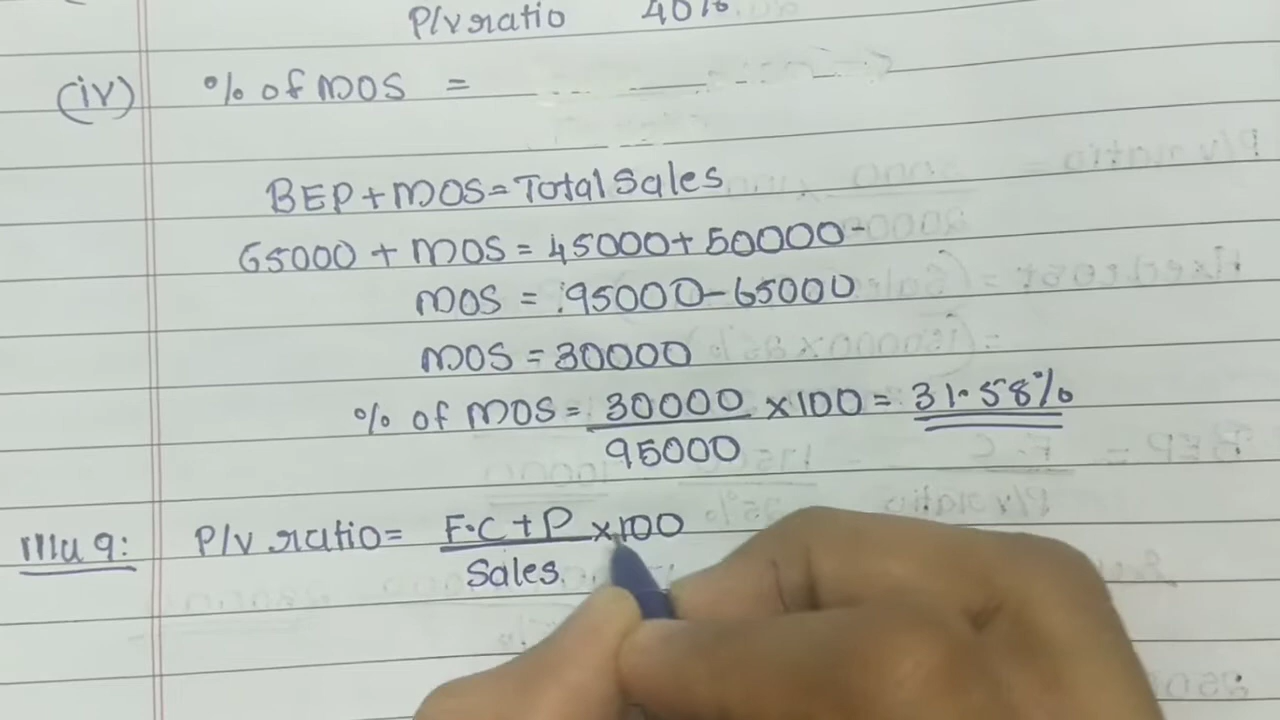 P/v ratio 40%
(iv) % of MOS =
BEP + MOS = Total Sales
65000 + MOS = 45000 + 50000
MOS = 95000 - 65000
MOS = 30000
% of MOS = 30000 x 100 = 31.58%
95000
Illu 9: P/v ratio = F.C + P x 100
Sales